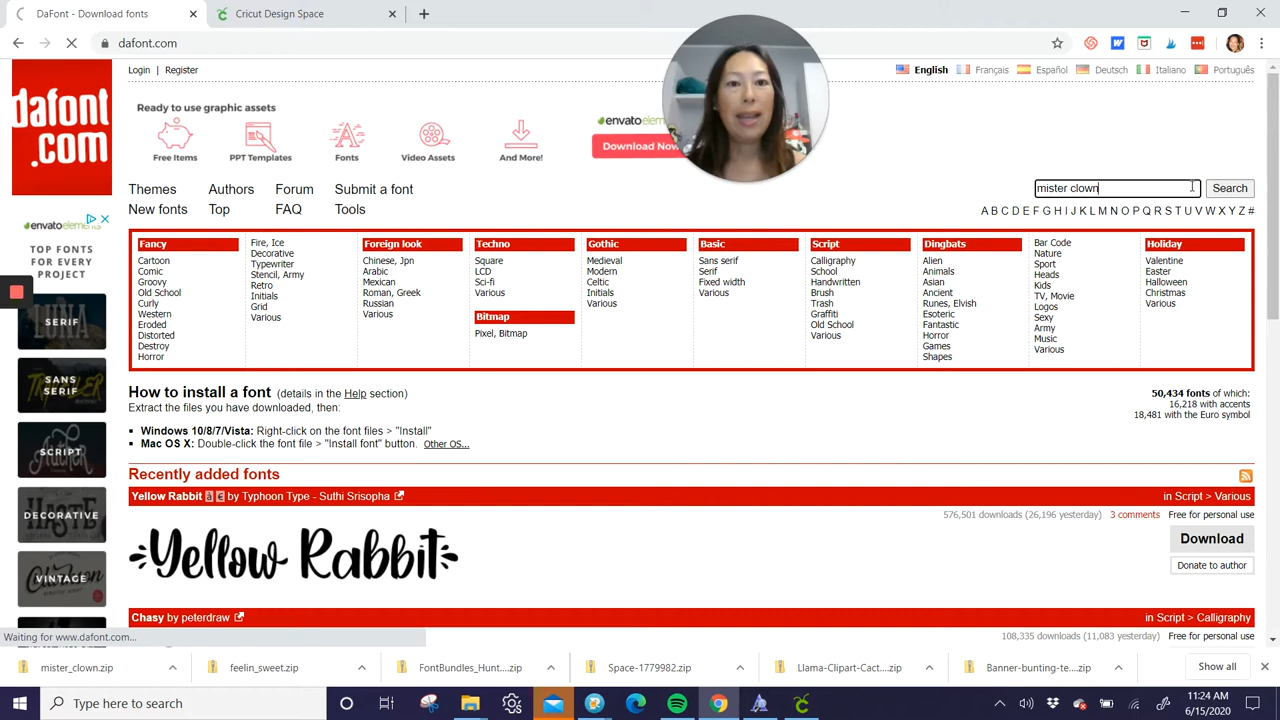 DaFont - Download fonts
Cricut Design Space
dafont.com
Login | Register
English Français Español Deutsch Italiano Português
dafont
.com
Ready to use graphic assets
Free Items
PPT Templates
Fonts
Video Assets
And More!
Download Now
Themes Authors Forum Submit a font
New fonts Top FAQ Tools
mister clown
Search
A B C D E F G H I J K L M N O P Q R S T U V W X Y Z #
Fancy
Cartoon
Comic
Groovy
Old School
Curly
Western
Eroded
Distorted
Destroy
Horror
Fire, Ice
Decorative
Typewriter
Stencil, Army
Retro
Initials
Grid
Various
Foreign look
Chinese, Jpn
Arabic
Mexican
Roman, Greek
Russian
Various
Techno
Square
LCD
Sci-fi
Various
Bitmap
Pixel, Bitmap
Gothic
Medieval
Modern
Celtic
Initials
Various
Basic
Sans serif
Serif
Fixed width
Various
Script
Calligraphy
School
Handwritten
Brush
Trash
Graffiti
Old School
Various
Dingbats
Alien
Animals
Asian
Ancient
Runes, Elvish
Esoteric
Fantastic
Horror
Games
Shapes
Bar Code
Nature
Sport
Heads
Kids
TV, Movie
Logos
Sexy
Army
Music
Various
Holiday
Valentine
Easter
Halloween
Christmas
Various
TOP FONTS
FOR EVERY
PROJECT
SERIF
SANS
SERIF
SCRIPT
DECORATIVE
VINTAGE
How to install a font (details in the Help section)
Extract the files you have downloaded, then:
Windows 10/8/7/Vista: Right-click on the font files > "Install"
Mac OS X: Double-click the font file > "Install font" button. Other OS...
50,434 fonts of which:
16,218 with accents
18,481 with the Euro symbol
Recently added fonts
Yellow Rabbit à € by Typhoon Type - Suthi Srisopha
in Script > Various
576,501 downloads (26,196 yesterday) 3 comments Free for personal use
Yellow Rabbit
Download
Donate to author
Chasy by peterdraw
in Script > Calligraphy
108,335 downloads (11,083 yesterday) Free for personal use
Waiting for www.dafont.com...
mister_clown.zip
feelin_sweet.zip
FontBundles_Hunt....zip
Space-1779982.zip
Llama-Clipart-Cact....zip
Banner-bunting-te....zip
Show all
Type here to search
11:24 AM
6/15/2020